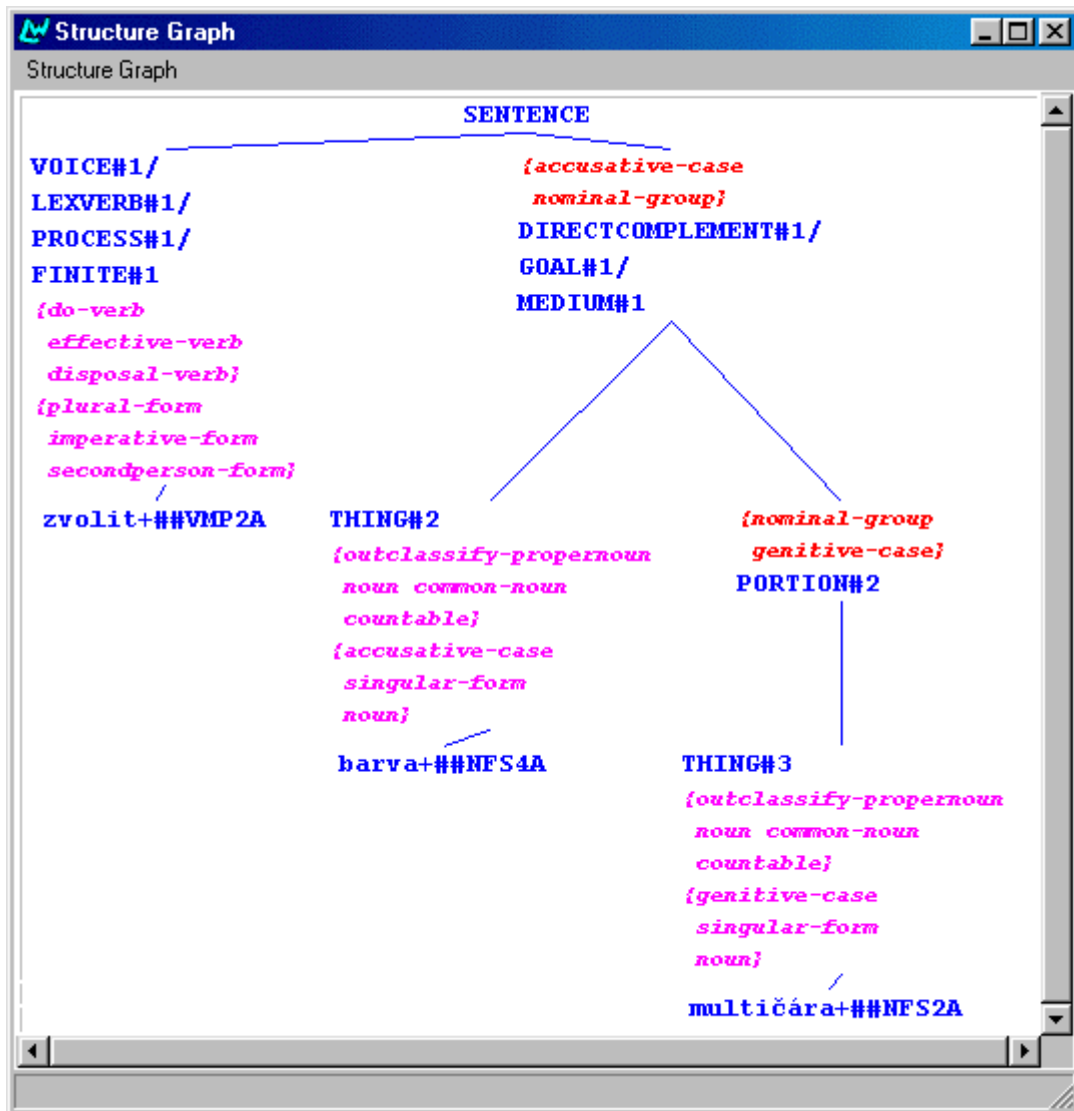 Structure Graph
Structure Graph
SENTENCE
VOICE#1/
LEXVERB#1/
PROCESS#1/
FINITE#1
{do-verb
effective-verb
disposal-verb}
{plural-form
imperative-form
secondperson-form}
zvolit+##VMP2A
{accusative-case
nominal-group}
DIRECTCOMPLEMENT#1/
GOAL#1/
MEDIUM#1
THING#2
{outclassify-propernoun
noun common-noun
countable}
{accusative-case
singular-form
noun}
barva+##NFS4A
{nominal-group
genitive-case}
PORTION#2
THING#3
{outclassify-propernoun
noun common-noun
countable}
{genitive-case
singular-form
noun}
multičára+##NFS2A